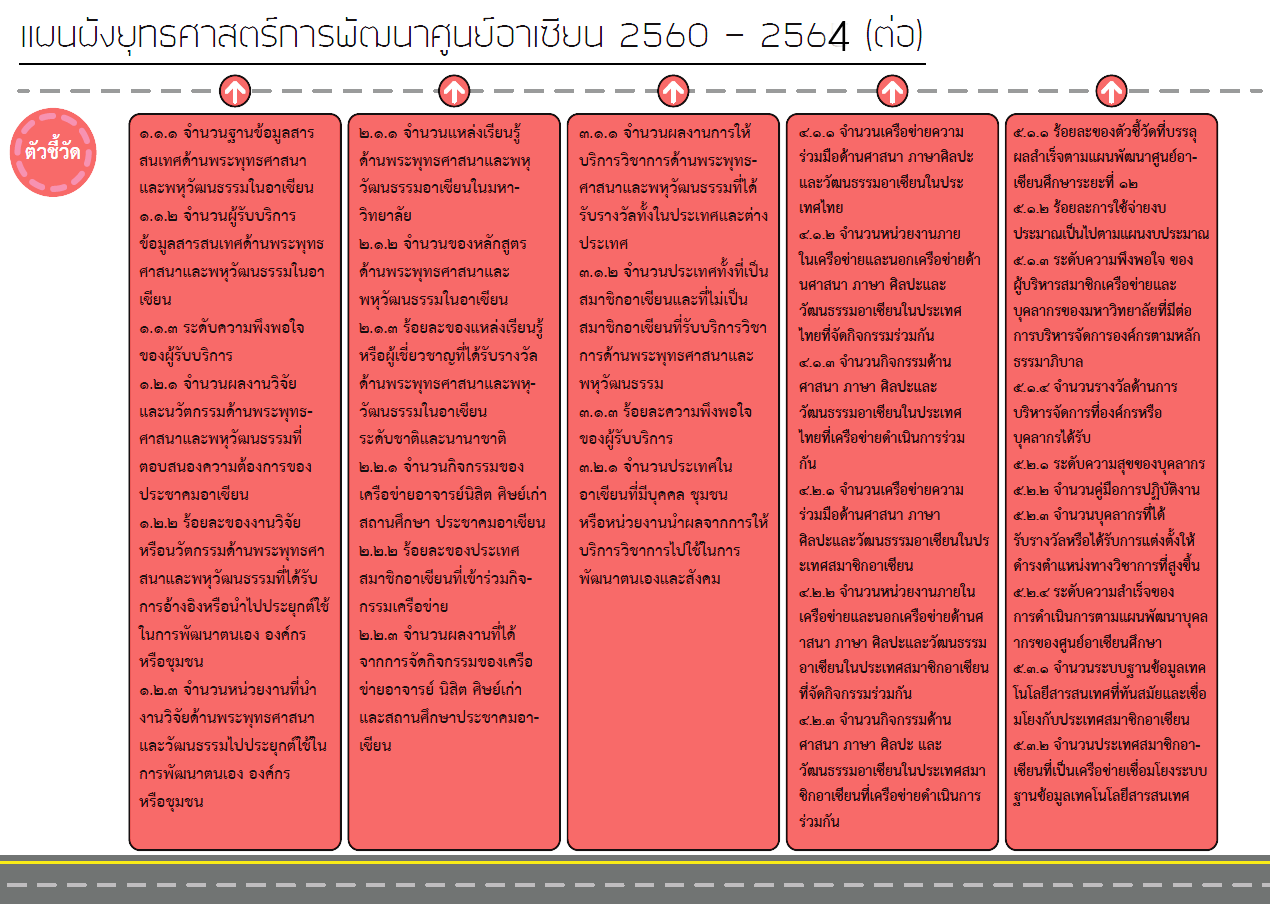 แผนผังยุทธศาสตร์การพัฒนาศูนย์อาเซียน 2560 - 2564 (ต่อ)
ตัวชี้วัด
๑.๑.๑ จำนวนฐานข้อมูลสาร
สนเทศด้านพระพุทธศาสนา
และพหุวัฒนธรรมในอาเซียน
๑.๑.๒ จำนวนผู้รับบริการ
ข้อมูลสารสนเทศด้านพระพุทธ
ศาสนาและพหุวัฒนธรรมในอา
เซียน
๑.๑.๓ ระดับความพึงพอใจ
ของผู้รับบริการ
๑.๒.๑ จำนวนผลงานวิจัย
และนวัตกรรมด้านพระพุทธ-
ศาสนาและพหุวัฒนธรรมที่
ตอบสนองความต้องการของ
ประชาคมอาเซียน
๑.๒.๒ ร้อยละของงานวิจัย
หรือนวัตกรรมด้านพระพุทธศา
สนาและพหุวัฒนธรรมที่ได้รับ
การอ้างอิงหรือนำไปประยุกต์ใช้
ในการพัฒนาตนเอง องค์กร
หรือชุมชน
๑.๒.๓ จำนวนหน่วยงานที่นำ
งานวิจัยด้านพระพุทธศาสนา
และวัฒนธรรมไปประยุกต์ใช้ใน
การพัฒนาตนเอง องค์กร
หรือชุมชน
๒.๑.๑ จำนวนแหล่งเรียนรู้
ด้านพระพุทธศาสนาและพหุ
วัฒนธรรมอาเซียนในมหา-
วิทยาลัย
๒.๑.๒ จำนวนของหลักสูตร
ด้านพระพุทธศาสนาและ
พหุวัฒนธรรมในอาเซียน
๒.๑.๓ ร้อยละของแหล่งเรียนรู้
หรือผู้เชี่ยวชาญที่ได้รับรางวัล
ด้านพระพุทธศาสนาและพหุ-
วัฒนธรรมในอาเซียน
ระดับชาติและนานาชาติ
๒.๒.๑ จำนวนกิจกรรมของ
เครือข่ายอาจารย์นิสิต ศิษย์เก่า
สถานศึกษา ประชาคมอาเซียน
๒.๒.๒ ร้อยละของประเทศ
สมาชิกอาเซียนที่เข้าร่วมกิจ-
กรรมเครือข่าย
๒.๒.๓ จำนวนผลงานที่ได้
จากการจัดกิจกรรมของเครือ
ข่ายอาจารย์ นิสิต ศิษย์เก่า
และสถานศึกษาประชาคมอา-
เซียน
๓.๑.๑ จำนวนผลงานการให้
บริการวิชาการด้านพระพุทธ-
ศาสนาและพหุวัฒนธรรมที่ได้
รับรางวัลทั้งในประเทศและต่าง
ประเทศ
๓.๑.๒ จำนวนประเทศทั้งที่เป็น
สมาชิกอาเซียนและที่ไม่เป็น
สมาชิกอาเซียนที่รับบริการวิชา
การด้านพระพุทธศาสนาและ
พหุวัฒนธรรม
๓.๑.๓ ร้อยละความพึงพอใจ
ของผู้รับบริการ
๓.๒.๑ จำนวนประเทศใน
อาเซียนที่มีบุคคล ชุมชน
หรือหน่วยงานนำผลจากการให้
บริการวิชาการไปใช้ในการ
พัฒนาตนเองและสังคม
๔.๑.๑ จำนวนเครือข่ายความ
ร่วมมือด้านศาสนา ภาษาศิลปะ
และวัฒนธรรมอาเซียนในประ
เทศไทย
๔.๑.๒ จำนวนหน่วยงานภาย
ในเครือข่ายและนอกเครือข่ายด้า
นศาสนา ภาษา ศิลปะและ
วัฒนธรรมอาเซียนในประเทศ
ไทยที่จัดกิจกรรมร่วมกัน
๔.๑.๓ จำนวนกิจกรรมด้าน
ศาสนา ภาษา ศิลปะและ
วัฒนธรรมอาเซียนในประเทศ
ไทยที่เครือข่ายดำเนินการร่วม
กัน
๔.๒.๑ จำนวนเครือข่ายความ
ร่วมมือด้านศาสนา ภาษา
ศิลปะและวัฒนธรรมอาเซียนในปร
ะเทศสมาชิกอาเซียน
๔.๒.๒ จำนวนหน่วยงานภายใน
เครือข่ายและนอกเครือข่ายด้านศ
าสนา ภาษา ศิลปะและวัฒนธรรม
อาเซียนในประเทศสมาชิกอาเซียน
ที่จัดกิจกรรมร่วมกัน
๔.๒.๓ จำนวนกิจกรรมด้าน
ศาสนา ภาษา ศิลปะ และ
วัฒนธรรมอาเซียนในประเทศสมา
ชิกอาเซียนที่เครือข่ายดำเนินการ
ร่วมกัน
๕.๑.๑ ร้อยละของตัวชี้วัดที่บรรลุ
ผลสำเร็จตามแผนพัฒนาศูนย์อา-
เซียนศึกษาระยะที่ ๑๒
๕.๑.๒ ร้อยละการใช้จ่ายงบ
ประมาณเป็นไปตามแผนงบประมาณ
๕.๑.๓ ระดับความพึงพอใจ ของ
ผู้บริหารสมาชิกเครือข่ายและ
บุคลากรของมหาวิทยาลัยที่มีต่อ
การบริหารจัดการองค์กรตามหลัก
ธรรมาภิบาล
๕.๑.๔ จำนวนรางวัลด้านการ
บริหารจัดการที่องค์กรหรือ
บุคลากรได้รับ
๕.๒.๑ ระดับความสุขของบุคลากร
๕.๒.๒ จำนวนคู่มือการปฏิบัติงาน
๕.๒.๓ จำนวนบุคลากรที่ได้
รับรางวัลหรือได้รับการแต่งตั้งให้
ดำรงตำแหน่งทางวิชาการที่สูงขึ้น
๕.๒.๔ ระดับความสำเร็จของ
การดำเนินการตามแผนพัฒนาบุคล
ากรของศูนย์อาเซียนศึกษา
๕.๓.๑ จำนวนระบบฐานข้อมูลเทค
โนโลยีสารสนเทศที่ทันสมัยและเชื่อ
มโยงกับประเทศสมาชิกอาเซียน
๕.๓.๒ จำนวนประเทศสมาชิกอา-
เซียนที่เป็นเครือข่ายเชื่อมโยงระบบ
ฐานข้อมูลเทคโนโลยีสารสนเทศ